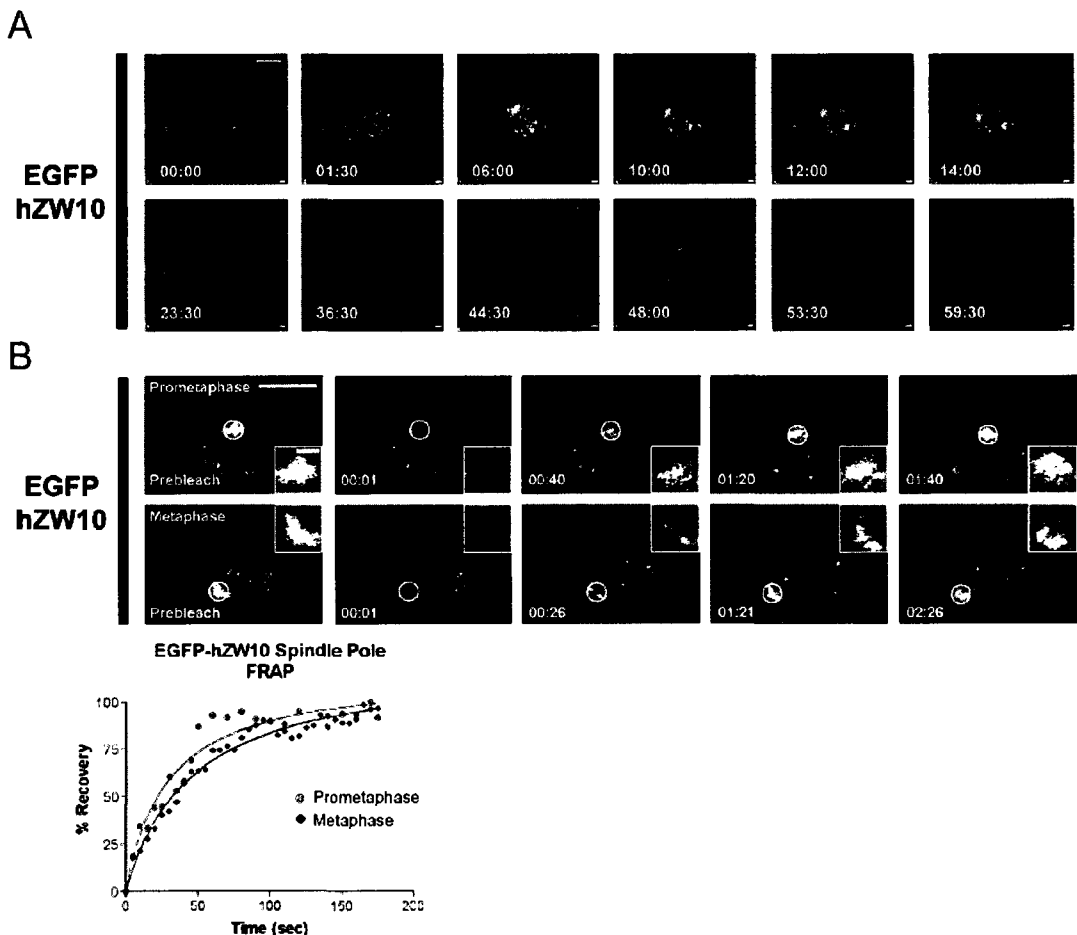 A
EGFP
hZW10
00:00
01:30
06:00
10:00
12:00
14:00
23:30
36:30
44:30
48:00
53:30
59:30
B
EGFP
hZW10
Prometaphase
Prebleach
00:01
00:40
01:20
01:40
Metaphase
Prebleach
00:01
00:26
01:21
02:26
EGFP-hZW10 Spindle Pole
FRAP
% Recovery
100
75
50
25
0
0
50
100
150
200
Prometaphase
Metaphase
Time (sec)